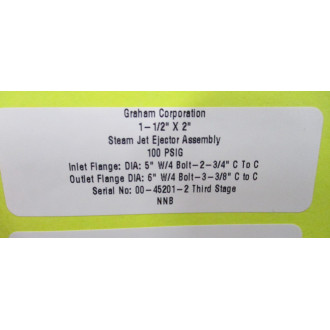 Graham Corporation
1-1/2" X 2"
Steam Jet Ejector Assembly
100 PSIG
Inlet Flange: DIA: 5" W/4 Bolt-2-3/4" C To C
Outlet Flange DIA: 6" W/4 Bolt-3-3/8" C to C
Serial No: 00-45201-2 Third Stage
NNB